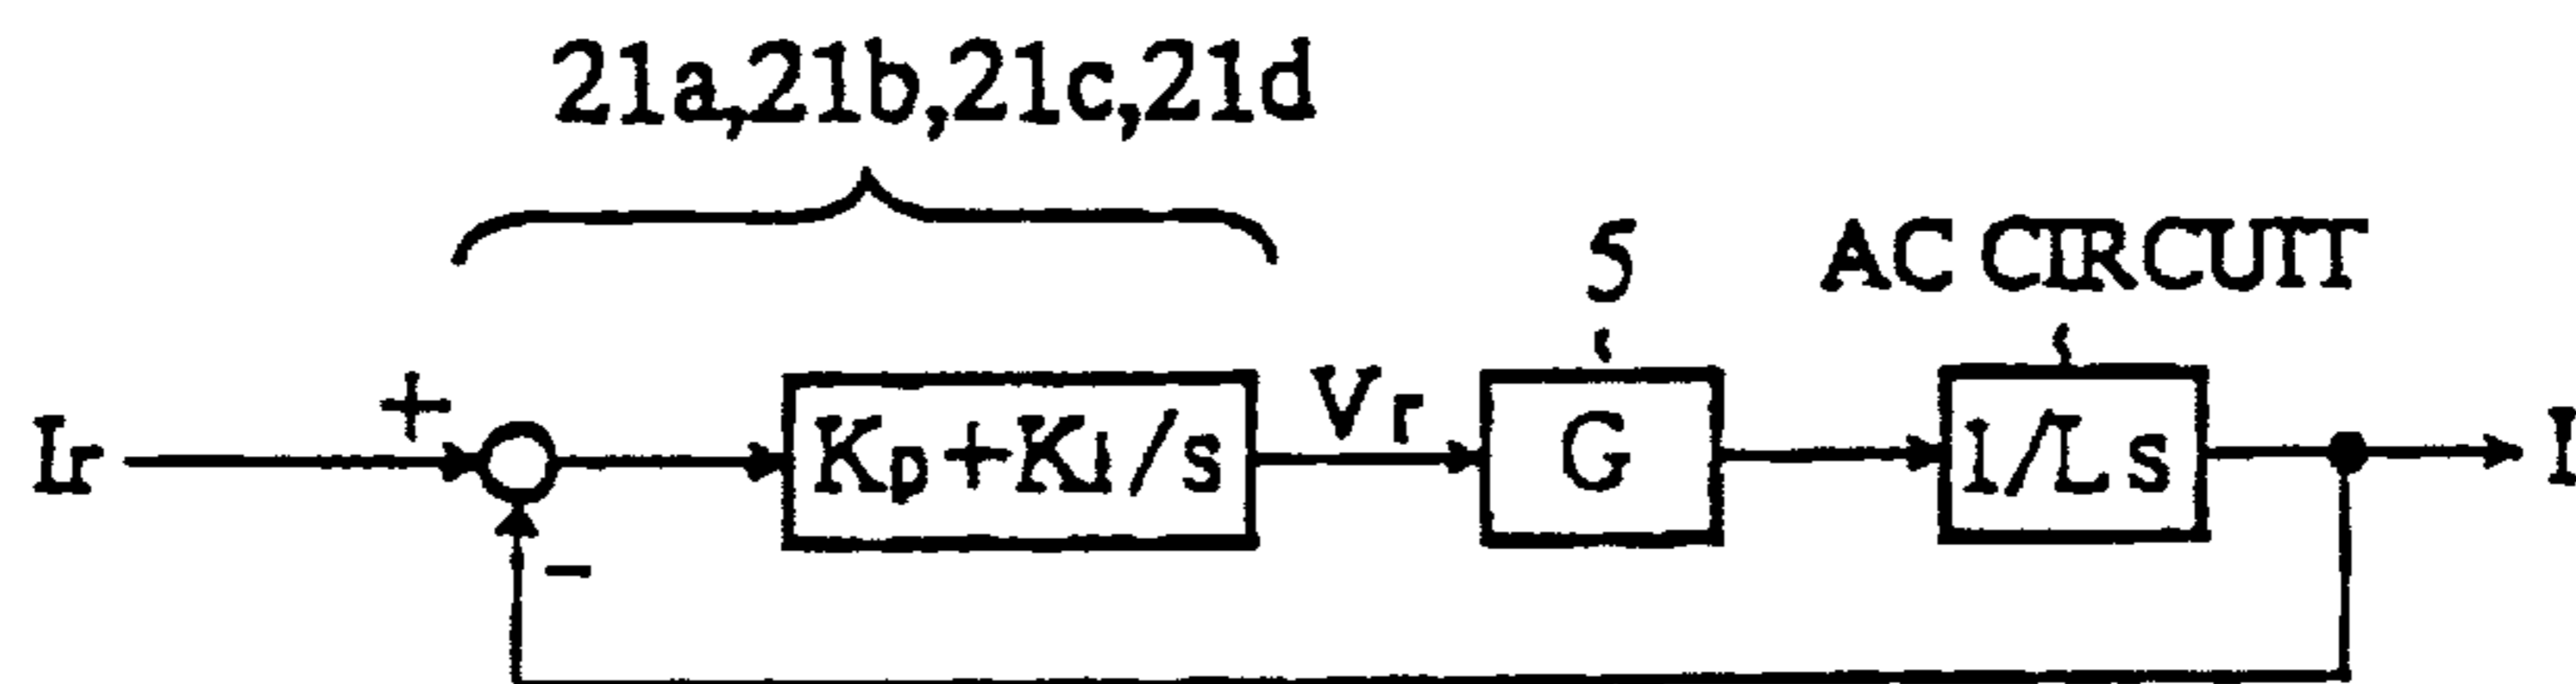 21a,21b,21c,21d
5
AC CIRCUIT
Ir
+
Kp+Ki/s
Vr
G
1/Ls
I
-